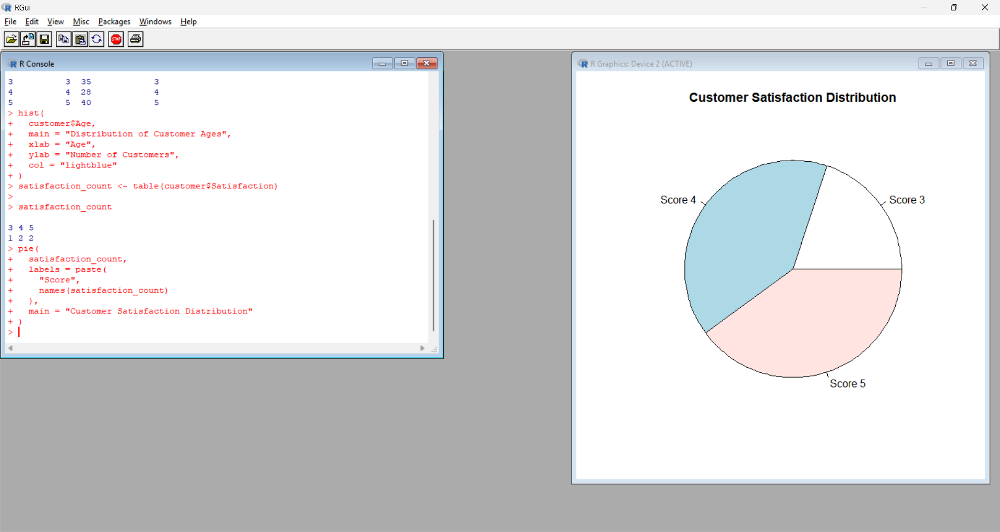 RGui
File Edit View Misc Packages Windows Help
STOP
R Console
3          3  35            3
4          4  28            4
5          5  40            5
> hist(
+   customer$Age,
+   main = "Distribution of Customer Ages",
+   xlab = "Age",
+   ylab = "Number of Customers",
+   col = "lightblue"
+ )
> satisfaction_count <- table(customer$Satisfaction)
>
> satisfaction_count
3 4 5
1 2 2
> pie(
+   satisfaction_count,
+   labels = paste(
+     "Score",
+     names(satisfaction_count)
+   ),
+   main = "Customer Satisfaction Distribution"
+ )
>
R Graphics: Device 2 (ACTIVE)
Customer Satisfaction Distribution
Score 4
Score 3
Score 5